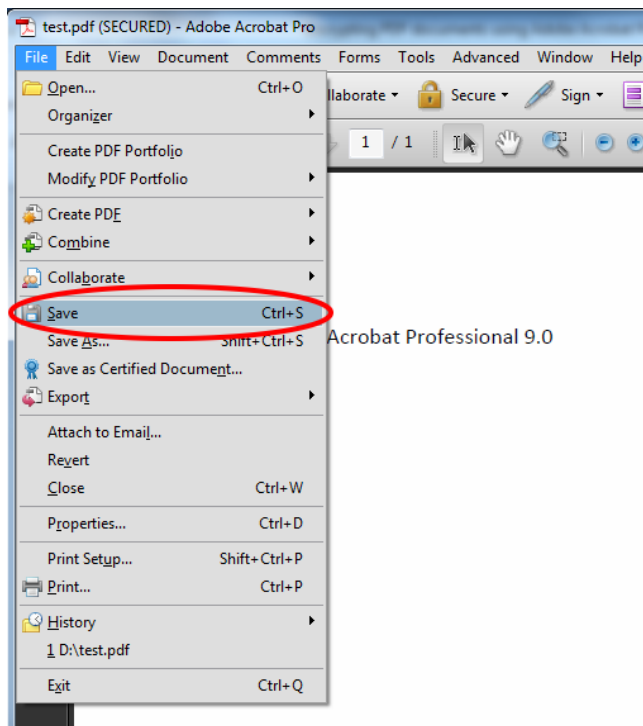 test.pdf (SECURED) - Adobe Acrobat Pro
File Edit View Document Comments Forms Tools Advanced Window Help
Open... Ctrl+O
llaborate Secure Sign
Organizer
1 / 1
Create PDF Portfolio
Modify PDF Portfolio
Create PDF
Combine
Collaborate
Save Ctrl+S
Acrobat Professional 9.0
Save As... Shift+Ctrl+S
Save as Certified Document...
Export
Attach to Email...
Revert
Close Ctrl+W
Properties... Ctrl+D
Print Setup... Shift+Ctrl+P
Print... Ctrl+P
History
1 D:\test.pdf
Exit Ctrl+Q